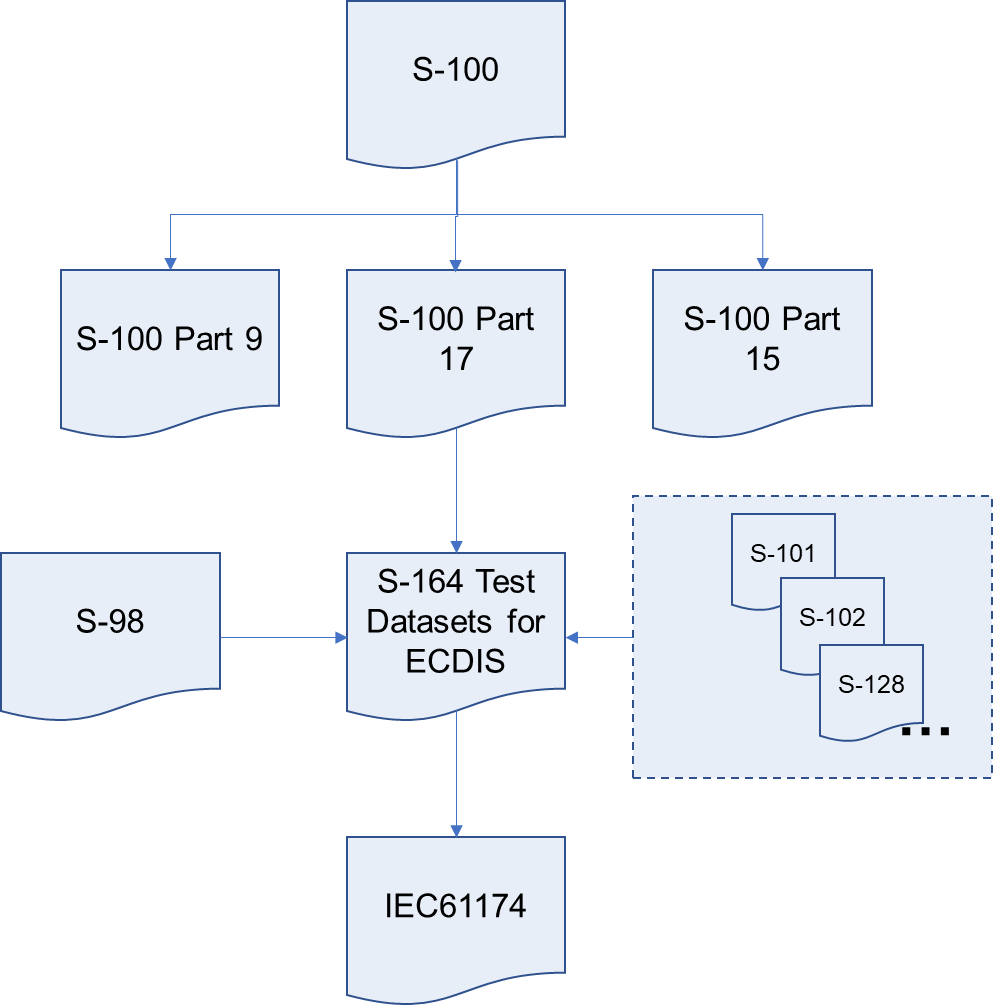 S-100
S-100 Part 9
S-100 Part
17
S-100 Part
15
S-98
S-164 Test
Datasets for
ECDIS
S-101
S-102
S-128
...
IEC61174